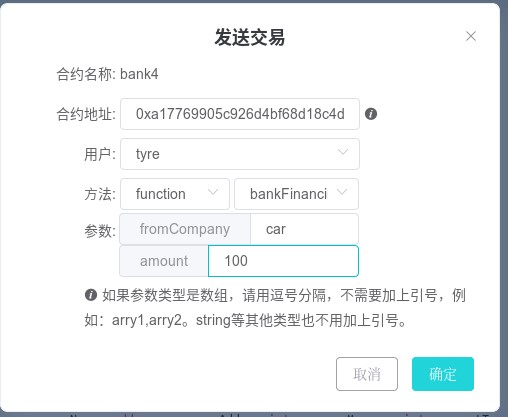 发送交易
合约名称: bank4
合约地址: 0xa17769905c926d4bf68d18c4d
用户: tyre
方法: function bankFinanci
参数: fromCompany car
amount 100
如果参数类型是数组，请用逗号分隔，不需要加上引号，例
如：arry1,arry2。string等其他类型也不用加上引号。
取消 确定